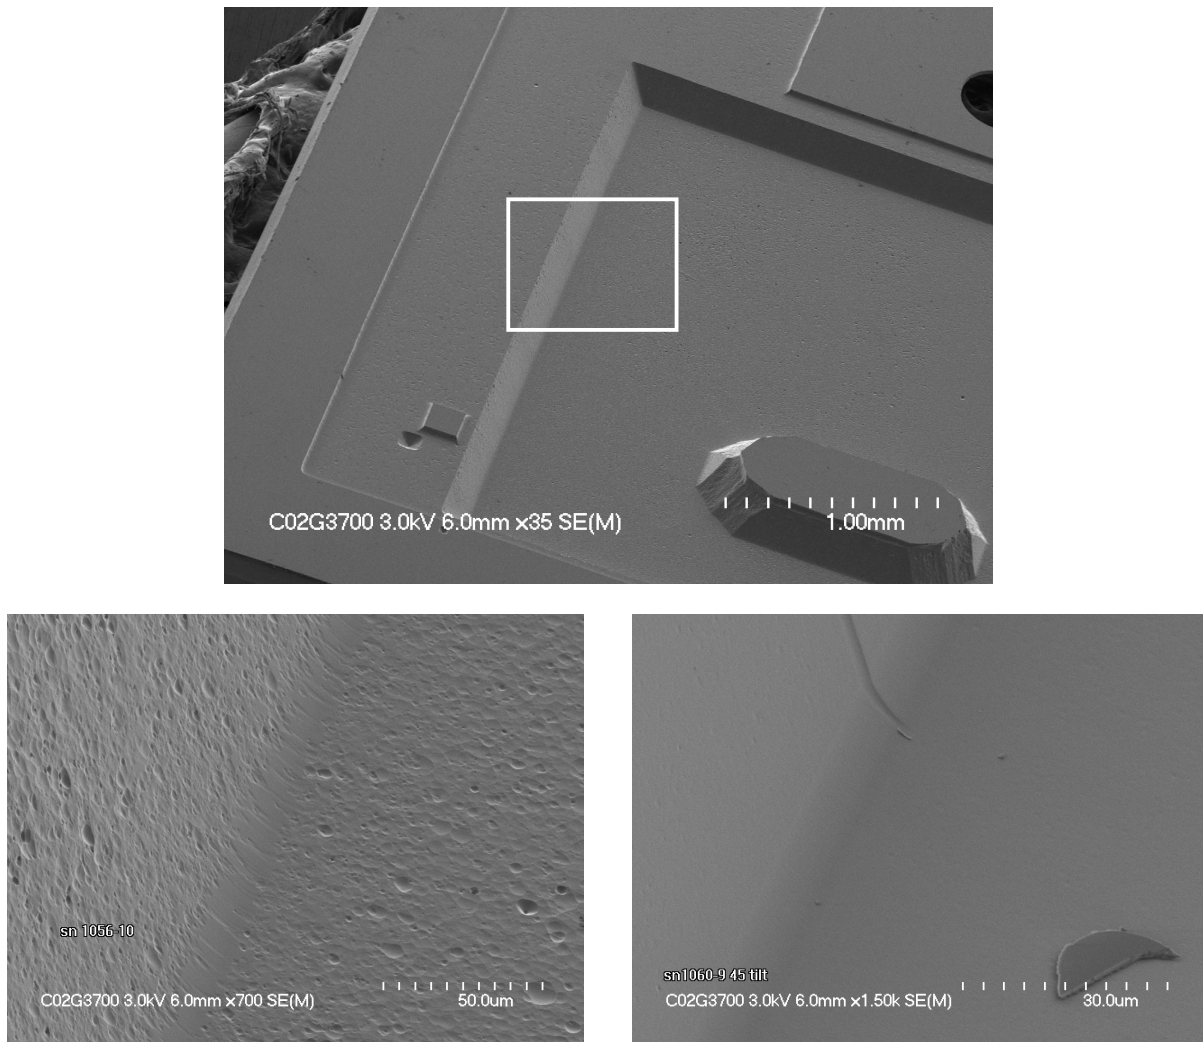 1.00mm
C02G3700 3.0kV 6.0mm x35 SE(M)
sn 1056-10
C02G3700 3.0kV 6.0mm x700 SE(M)
50.0um
sn1060-9 45 tilt
C02G3700 3.0kV 6.0mm x1.50k SE(M)
30.0um